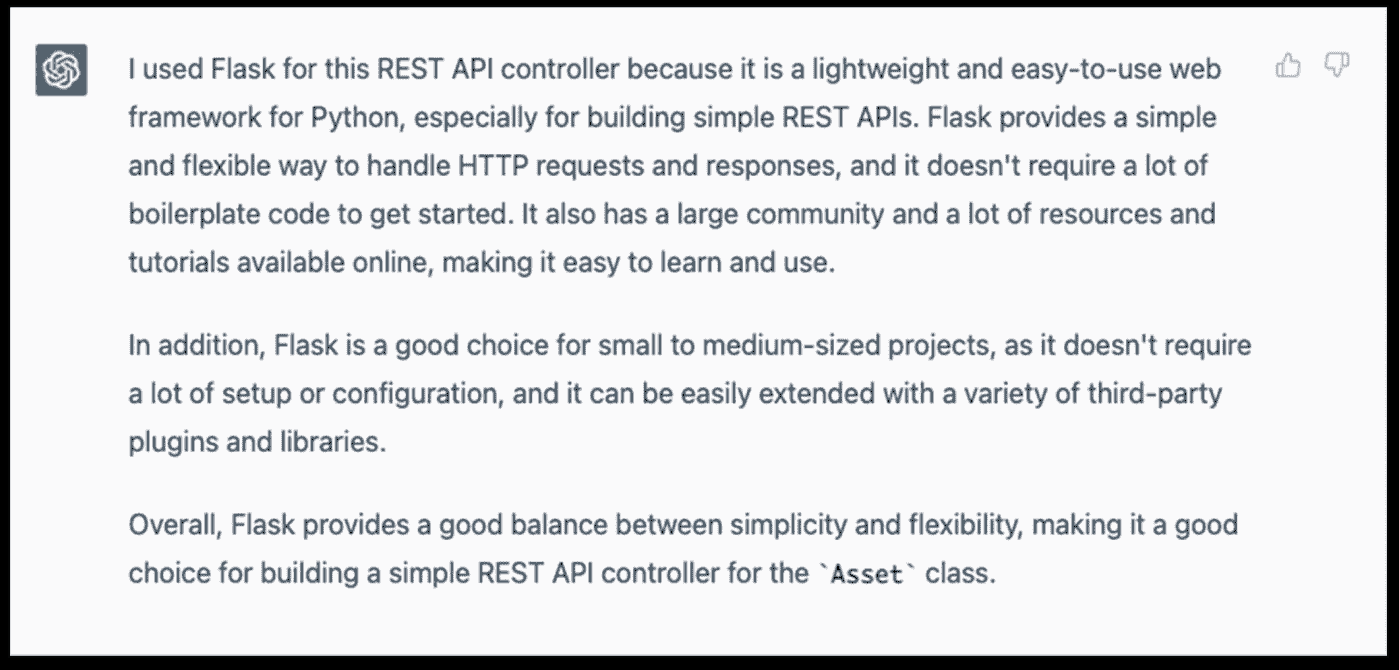 I used Flask for this REST API controller because it is a lightweight and easy-to-use web
framework for Python, especially for building simple REST APIs. Flask provides a simple
and flexible way to handle HTTP requests and responses, and it doesn't require a lot of
boilerplate code to get started. It also has a large community and a lot of resources and
tutorials available online, making it easy to learn and use.
In addition, Flask is a good choice for small to medium-sized projects, as it doesn't require
a lot of setup or configuration, and it can be easily extended with a variety of third-party
plugins and libraries.
Overall, Flask provides a good balance between simplicity and flexibility, making it a good
choice for building a simple REST API controller for the `Asset` class.